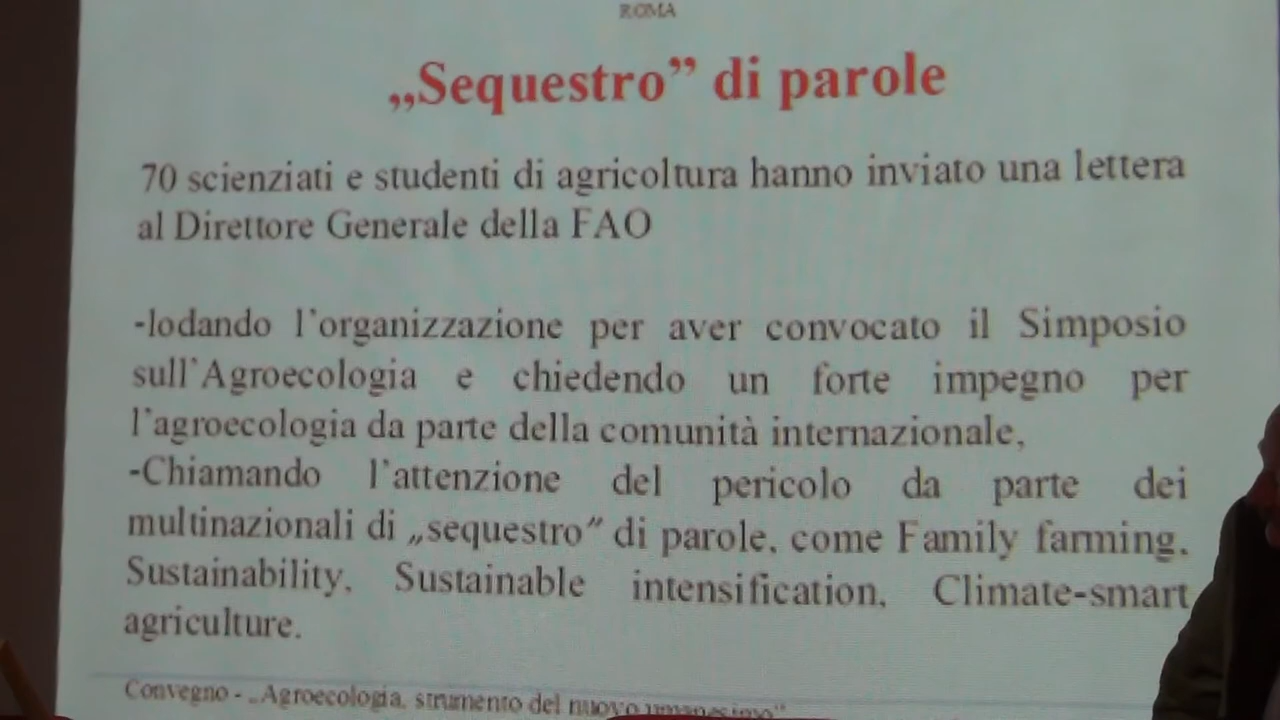 ROMA
„Sequestro” di parole
70 scienziati e studenti di agricoltura hanno inviato una lettera
al Direttore Generale della FAO
-lodando l'organizzazione per aver convocato il Simposio
sull'Agroecologia e chiedendo un forte impegno per
l'agroecologia da parte della comunità internazionale,
-Chiamando l'attenzione del pericolo da parte dei
multinazionali di „sequestro” di parole, come Family farming,
Sustainability, Sustainable intensification, Climate-smart
agriculture.
Convegno - „Agroecologia, strumento del nuovo umanesimo”